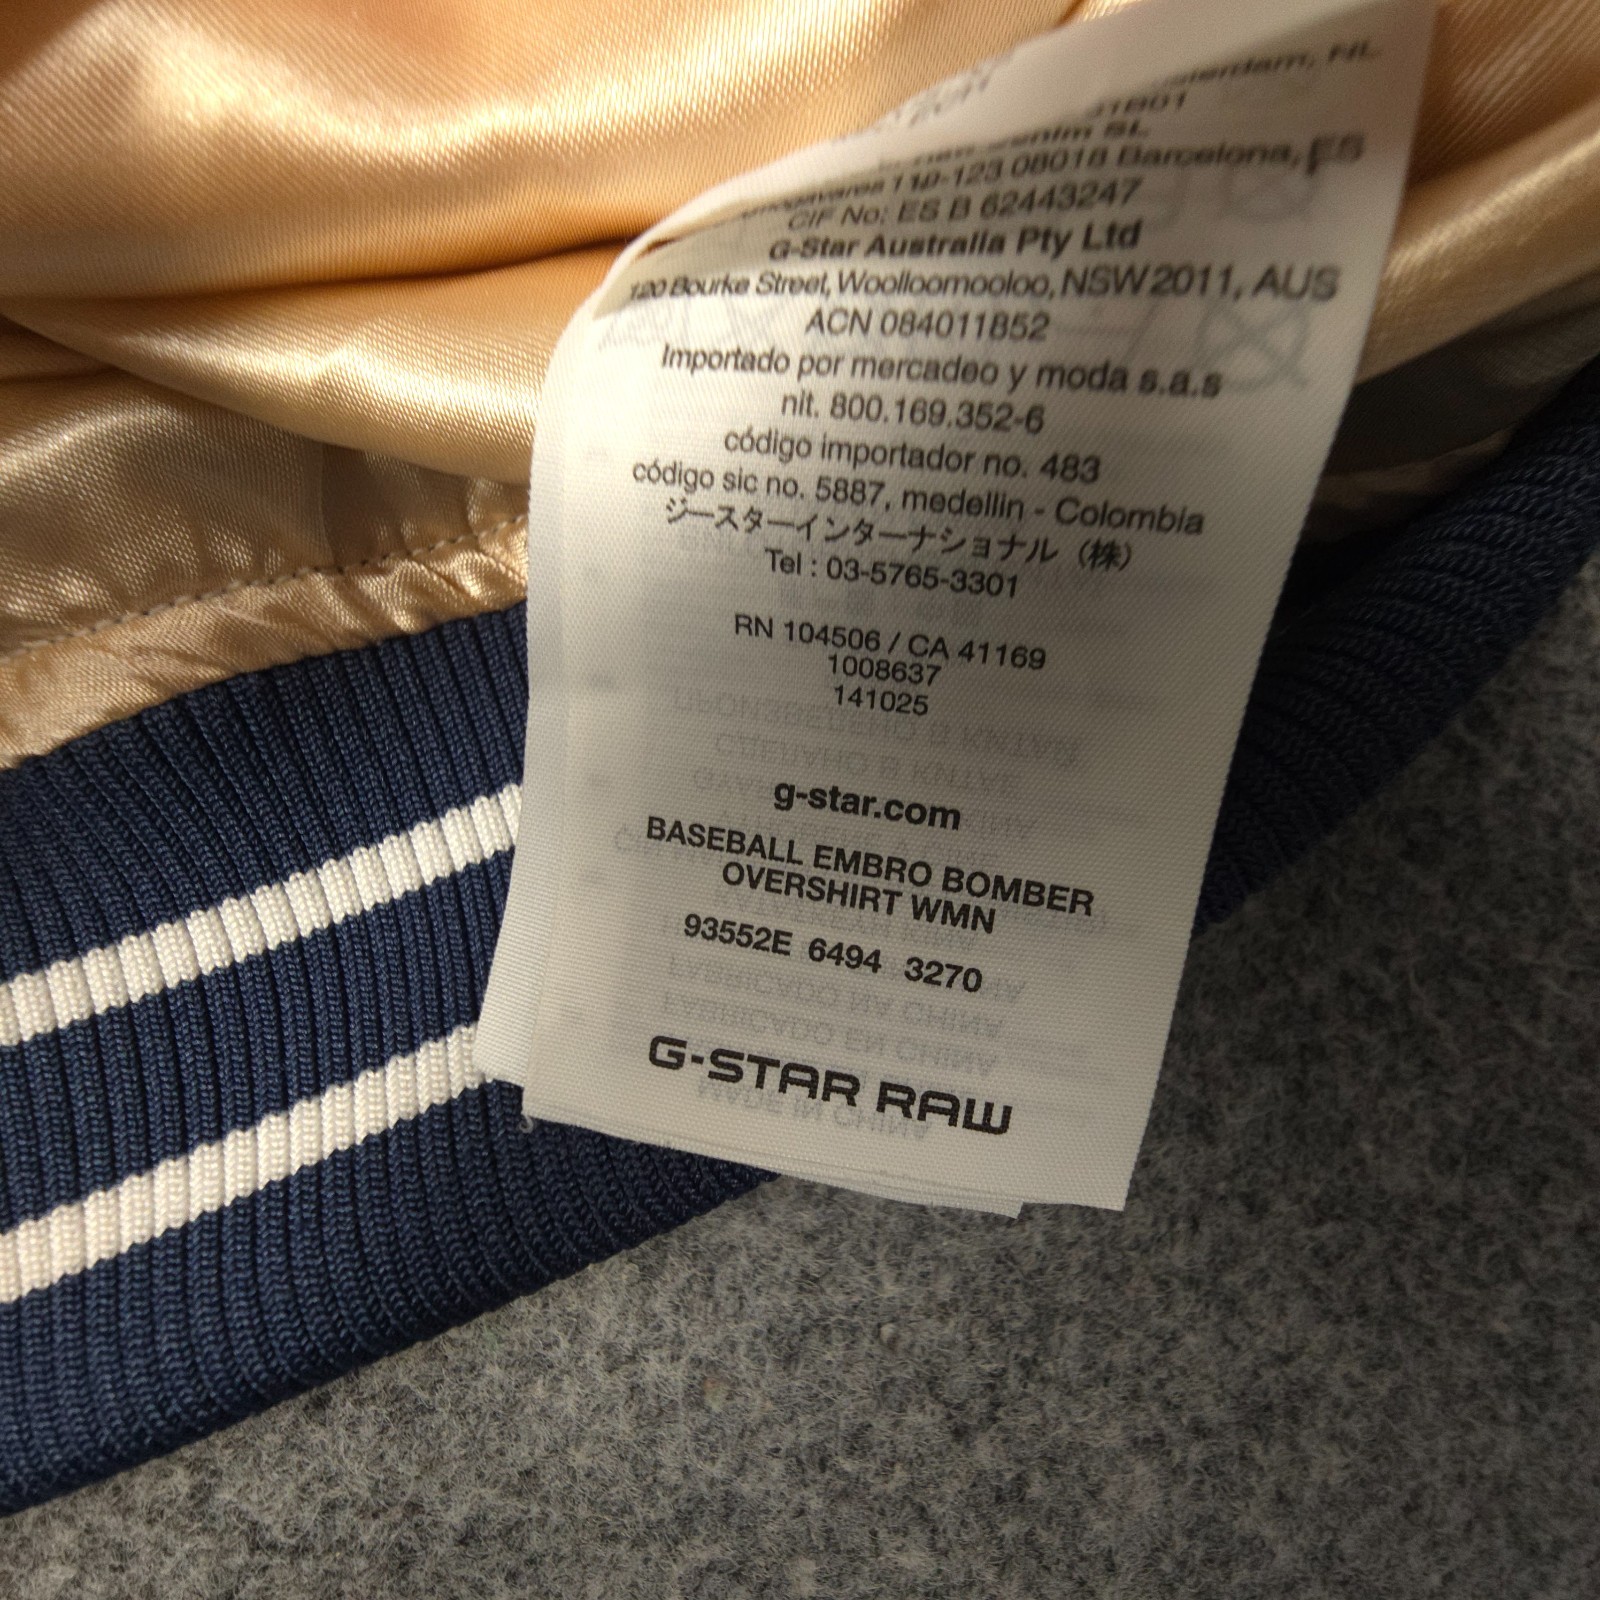 NL
08018 Barcelona, ES
CIF No: ES B 62443247
G-Star Australia Pty Ltd
120 Bourke Street, Woolloomooloo, NSW2011, AUS
ACN 084011852
Importado por mercadeo y moda s.a.s
nit. 800.169.352-6
código importador no. 483
código sic no. 5887, medellin - Colombia
ジースターインターナショナル (株)
Tel : 03-5765-3301
RN 104506 / CA 41169
1008637
141025
g-star.com
BASEBALL EMBRO BOMBER
OVERSHIRT WMN
93552E 6494 3270
G-STAR RAW